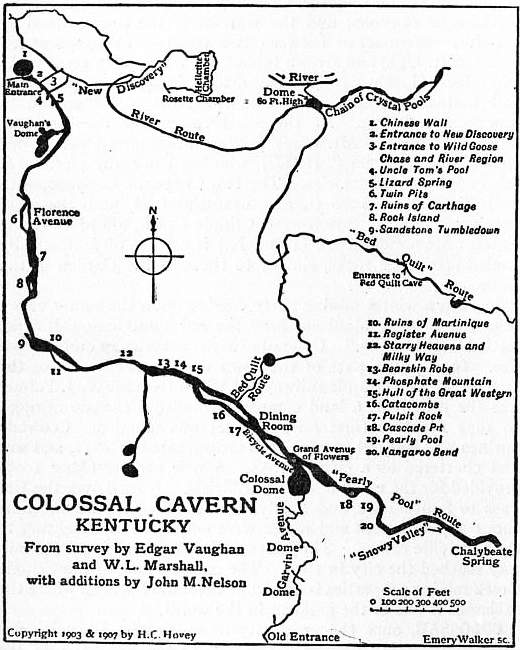 1
Main
Entrance
2
3
4
5
"New
Discovery"
Helictite
Chamber
Rosette Chamber
River
Route
River
Dome
60 Ft. High
Chain of Crystal Pools
Vaughan's
Dome
1. Chinese Wall
2. Entrance to New Discovery
3. Entrance to Wild Goose
Chase and River Region
4. Uncle Tom's Pool
5. Lizard Spring
6. Twin Pits
7. Ruins of Carthage
8. Rook Island
9. Sandstone Tumbledown
6
Florence
Avenue
7
8
N
"Bed
Quilt"
Route
Entrance to
Bed Quilt Cave
10. Ruins of Martinique
11. Register Avenue
12. Starry Heavens and
Milky Way
13. Bearskin Robe
14. Phosphate Mountain
15. Hull of the Great Western
16. Catacombs
17. Pulpit Rock
18. Cascade Pit
19. Pearly Pool
20. Kangaroo Bend
9
10
11
12
13
14
15
Bed Quilt
Route
16
17
Dining
Room
Bicycle Avenue
Grand Avenue
of Flowers
Colossal
Dome
"Pearly
Pool"
Route
18
19
20
"Snowy Valley"
Chalybeate
Spring
COLOSSAL CAVERN
KENTUCKY
From survey by Edgar Vaughan
and W.L. Marshall,
with additions by John M. Nelson
Dome
Garvin Avenue
Dome
Old Entrance
Scale of Feet
0 100 200 300 400 500
Copyright 1903 & 1907 by H.C. Hovey
Emery Walker sc.